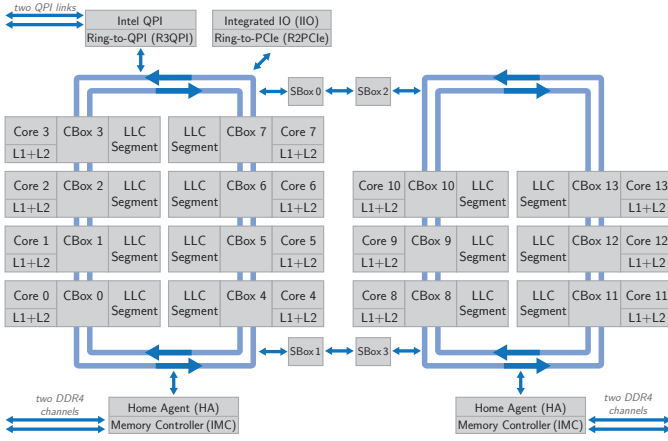 two QPI links
Intel QPI
Ring-to-QPI (R3QPI)
Integrated IO (IIO)
Ring-to-PCIe (R2PCIe)
SBox 0
SBox 2
Core 3
L1+L2
CBox 3
LLC
Segment
LLC
Segment
CBox 7
Core 7
L1+L2
Core 2
L1+L2
CBox 2
LLC
Segment
LLC
Segment
CBox 6
Core 6
L1+L2
Core 10
L1+L2
CBox 10
LLC
Segment
LLC
Segment
CBox 13
Core 13
L1+L2
Core 1
L1+L2
CBox 1
LLC
Segment
LLC
Segment
CBox 5
Core 5
L1+L2
Core 9
L1+L2
CBox 9
LLC
Segment
LLC
Segment
CBox 12
Core 12
L1+L2
Core 0
L1+L2
CBox 0
LLC
Segment
LLC
Segment
CBox 4
Core 4
L1+L2
Core 8
L1+L2
CBox 8
LLC
Segment
LLC
Segment
CBox 11
Core 11
L1+L2
SBox1
SBox3
two DDR4
channels
Home Agent (HA)
Memory Controller (IMC)
Home Agent (HA)
Memory Controller (IMC)
two DDR4
channels